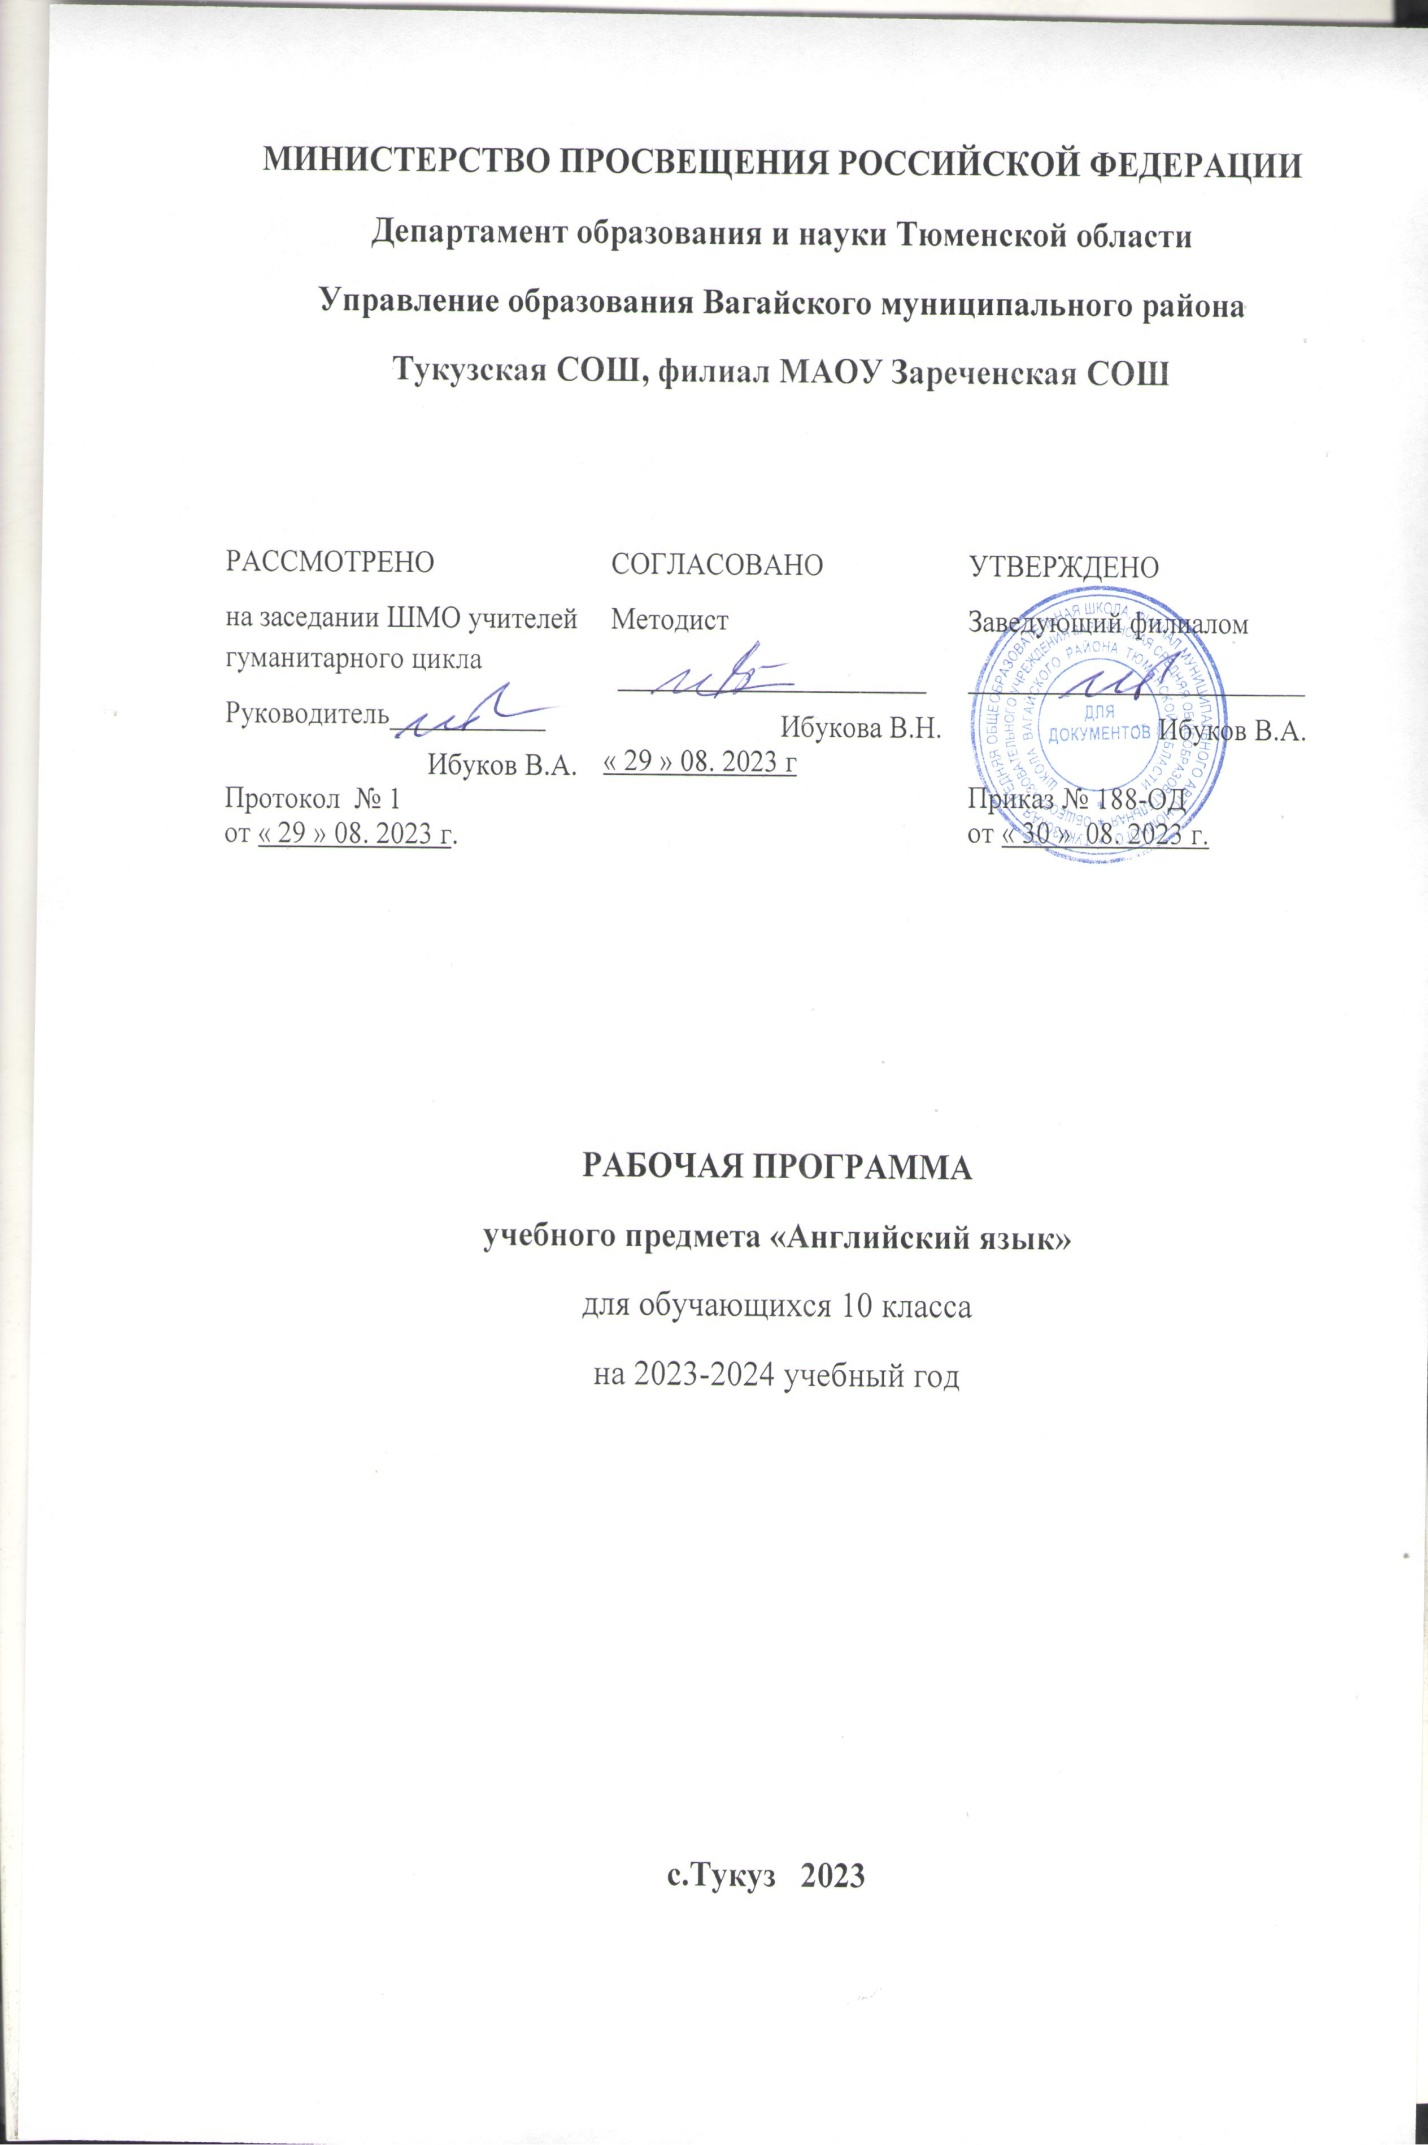 МИНИСТЕРСТВО ПРОСВЕЩЕНИЯ РОССИЙСКОЙ ФЕДЕРАЦИИ
Департамент образования и науки Тюменской области
Управление образования Вагайского муниципального района
Тукузская СОШ, филиал МАОУ Зареченская СОШ
РАССМОТРЕНО
на заседании ШМО учителей
гуманитарного цикла
Руководитель
Ибуков В.А.
Протокол № 1
от « 29 » 08. 2023 г.
СОГЛАСОВАНО
Методист
Ибукова В.Н.
« 29 » 08. 2023 г
УТВЕРЖДЕНО
Заведующий филиалом
Ибуков В.А.
Приказ № 188-ОД
от « 30 » 08. 2023 г.
ДЛЯ
ДОКУМЕНТОВ
РАБОЧАЯ ПРОГРАММА
учебного предмета «Английский язык»
для обучающихся 10 класса
на 2023-2024 учебный год
с.Тукуз 2023